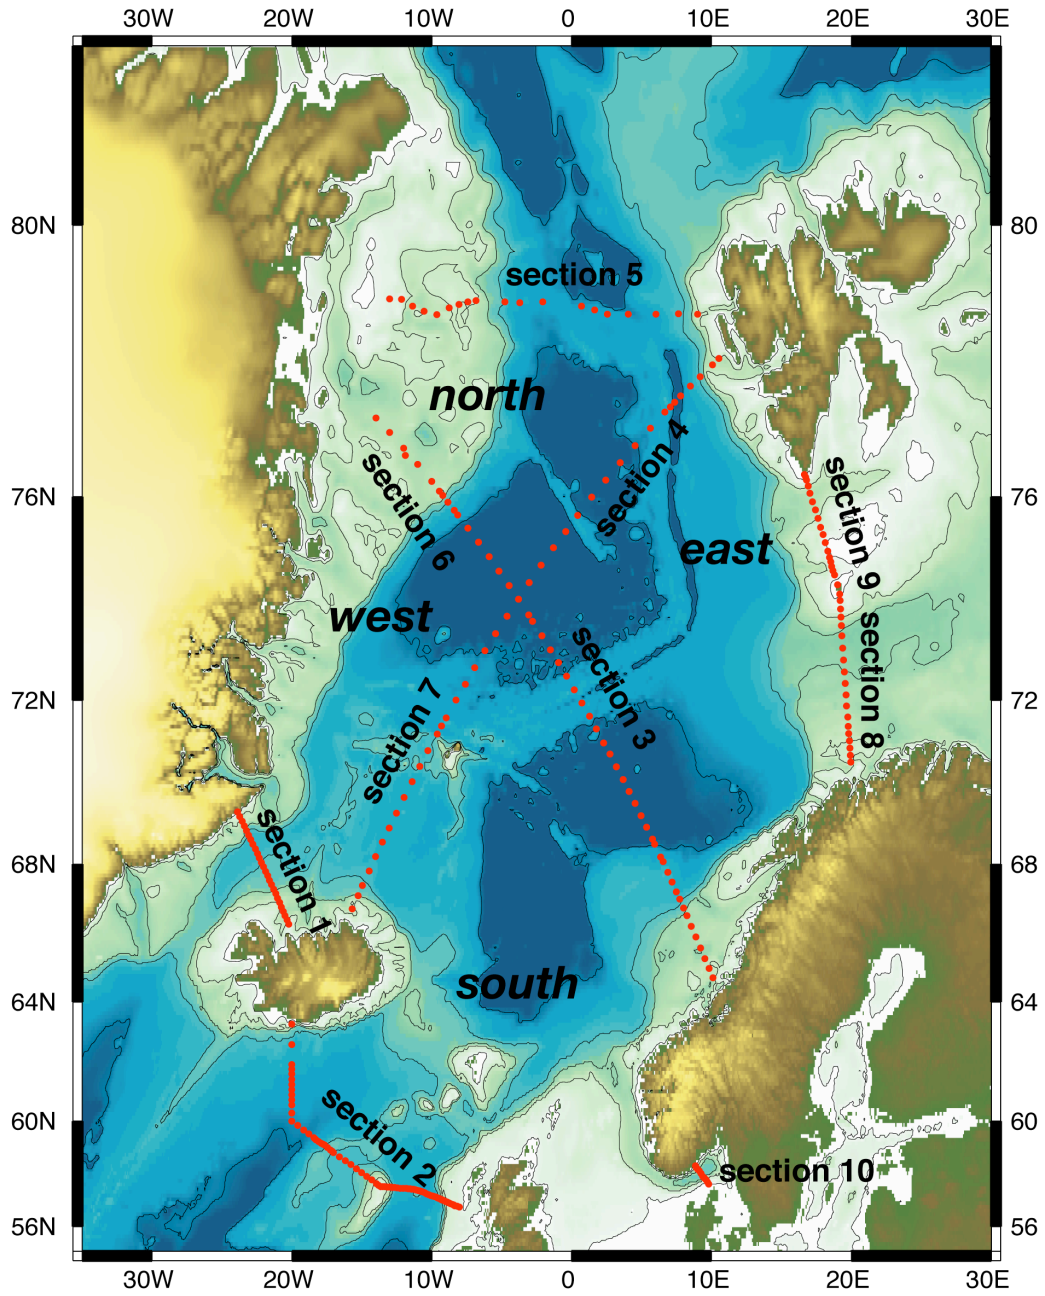 30W 20W 10W 0 10E 20E 30E
80N 80
section 5
north
section 4
section 6
76N 76
section 9
east
west
section 3
section 8
section 7
72N 72
section 1
68N 68
south
64N 64
section 2
60N 60
section 10
56N 56
30W 20W 10W 0 10E 20E 30E